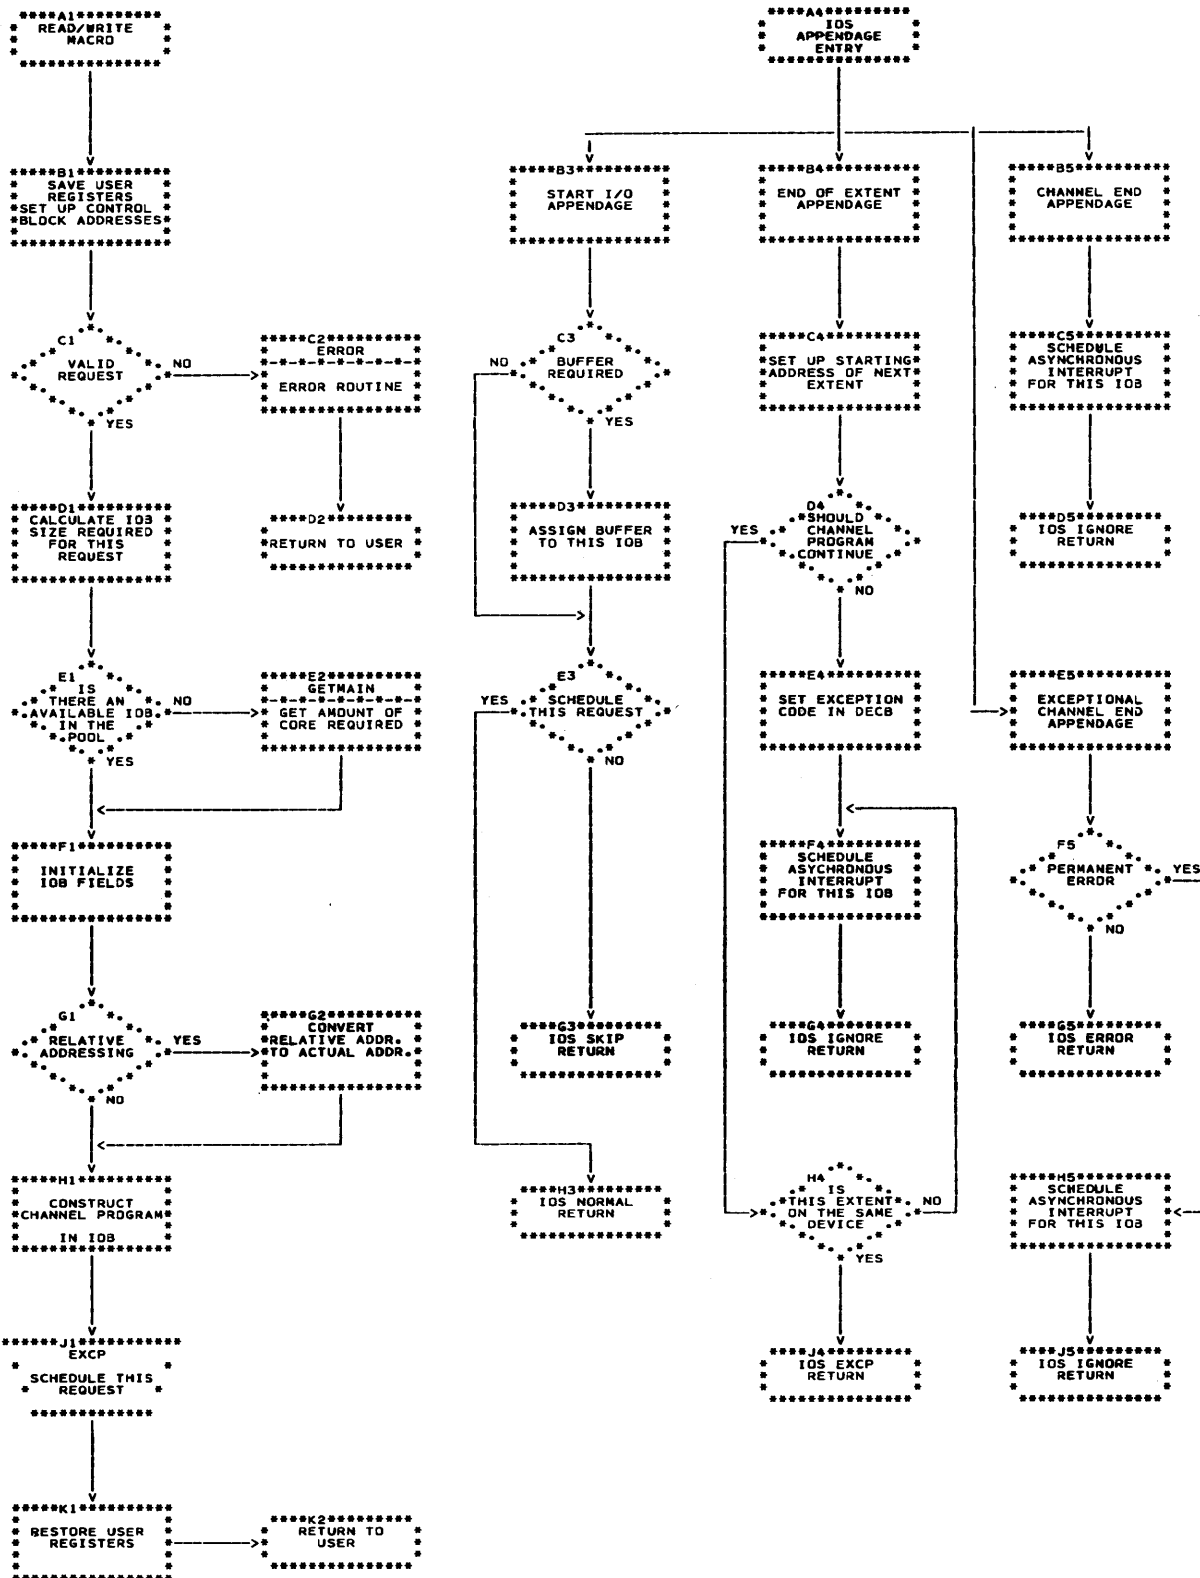 A1
READ/WRITE
MACRO
B1
SAVE USER
REGISTERS
SET UP CONTROL
BLOCK ADDRESSES
C1
VALID
REQUEST
NO
YES
C2
ERROR
ERROR ROUTINE
D1
CALCULATE IOB
SIZE REQUIRED
FOR THIS
REQUEST
D2
RETURN TO USER
E1
IS
THERE AN
AVAILABLE IOB
IN THE
POOL
NO
YES
E2
GETMAIN
GET AMOUNT OF
CORE REQUIRED
F1
INITIALIZE
IOB FIELDS
G1
RELATIVE
ADDRESSING
YES
NO
G2
CONVERT
RELATIVE ADDR.
TO ACTUAL ADDR.
H1
CONSTRUCT
CHANNEL PROGRAM
IN IOB
J1
EXCP
SCHEDULE THIS
REQUEST
K1
RESTORE USER
REGISTERS
K2
RETURN TO
USER
A4
IOS
APPENDAGE
ENTRY
B3
START I/O
APPENDAGE
C3
BUFFER
REQUIRED
NO
YES
D3
ASSIGN BUFFER
TO THIS IOB
E3
SCHEDULE
THIS REQUEST
YES
NO
G3
IOS SKIP
RETURN
H3
IOS NORMAL
RETURN
B4
END OF EXTENT
APPENDAGE
C4
SET UP STARTING
ADDRESS OF NEXT
EXTENT
D4
SHOULD
CHANNEL
PROGRAM
CONTINUE
YES
NO
E4
SET EXCEPTION
CODE IN DECB
F4
SCHEDULE
ASYCHRONOUS
INTERRUPT
FOR THIS IOB
G4
IOS IGNORE
RETURN
H4
IS
THIS EXTENT
ON THE SAME
DEVICE
NO
YES
J4
IOS EXCP
RETURN
B5
CHANNEL END
APPENDAGE
C5
SCHEDULE
ASYNCHRONOUS
INTERRUPT
FOR THIS IOB
D5
IOS IGNORE
RETURN
E5
EXCEPTIONAL
CHANNEL END
APPENDAGE
F5
PERMANENT
ERROR
YES
NO
G5
IOS ERROR
RETURN
H5
SCHEDULE
ASYNCHRONOUS
INTERRUPT
FOR THIS IOB
J5
IOS IGNORE
RETURN